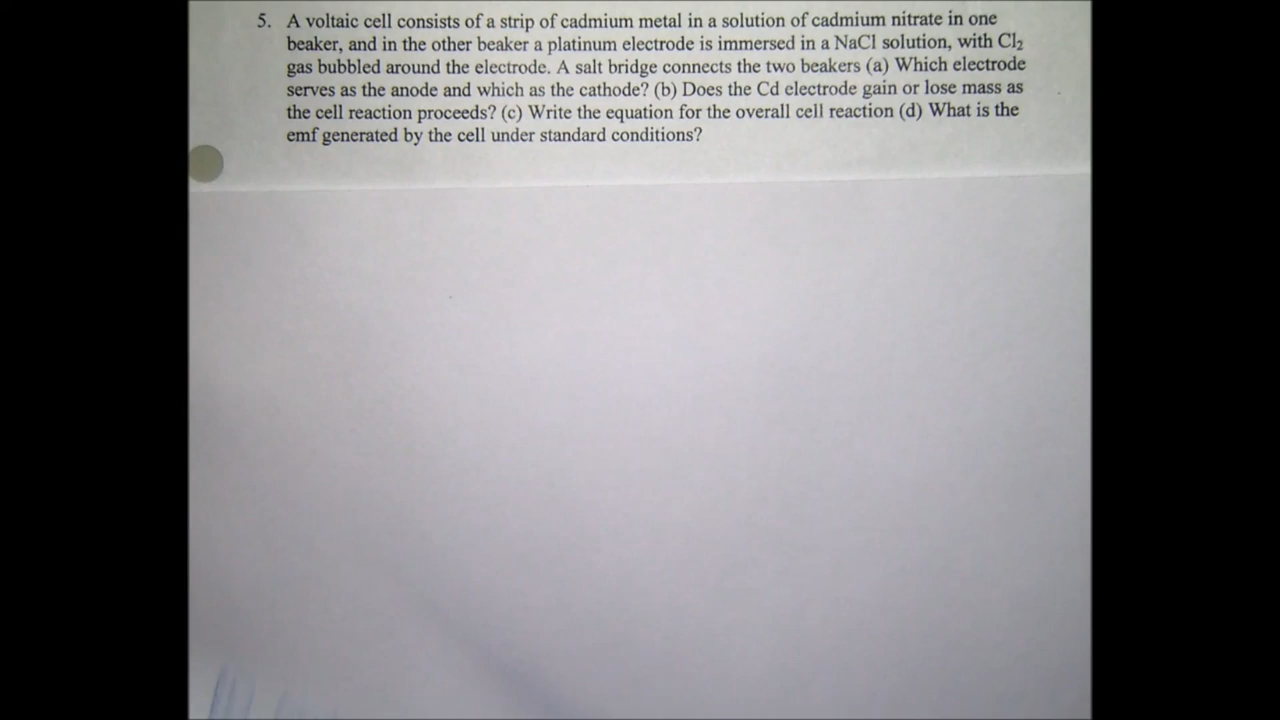 5. A voltaic cell consists of a strip of cadmium metal in a solution of cadmium nitrate in one
beaker, and in the other beaker a platinum electrode is immersed in a NaCl solution, with Cl₂
gas bubbled around the electrode. A salt bridge connects the two beakers (a) Which electrode
serves as the anode and which as the cathode? (b) Does the Cd electrode gain or lose mass as
the cell reaction proceeds? (c) Write the equation for the overall cell reaction (d) What is the
emf generated by the cell under standard conditions?